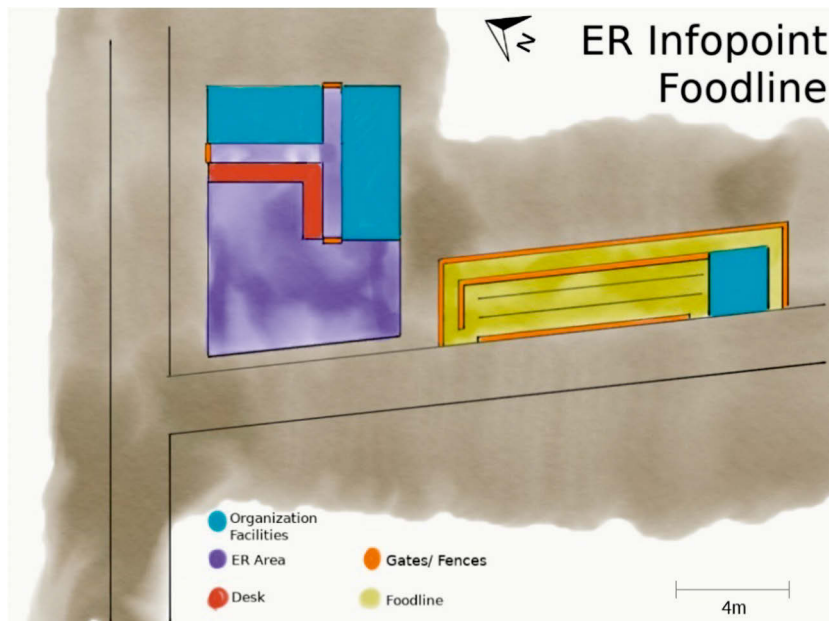 ER Infopoint
Foodline
N
Organization
Facilities
ER Area
Gates/ Fences
Desk
Foodline
4m